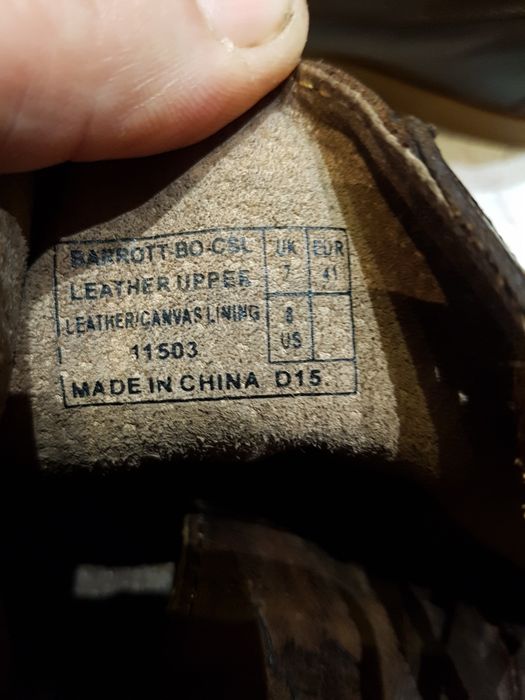 BARROTT-BO-CSL UK EUR
LEATHER UPPER 7 41
LEATHER/CANVAS LINING 8
11503 US
MADE IN CHINA D15.